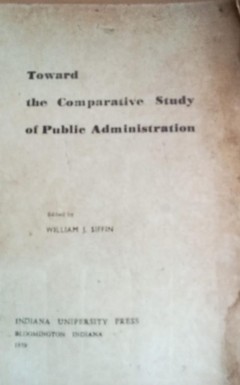 Toward
the Comparative Study
of Public Administration
Edited by
WILLIAM J. SIFFIN
INDIANA UNIVERSITY PRESS
BLOOMINGTON, INDIANA